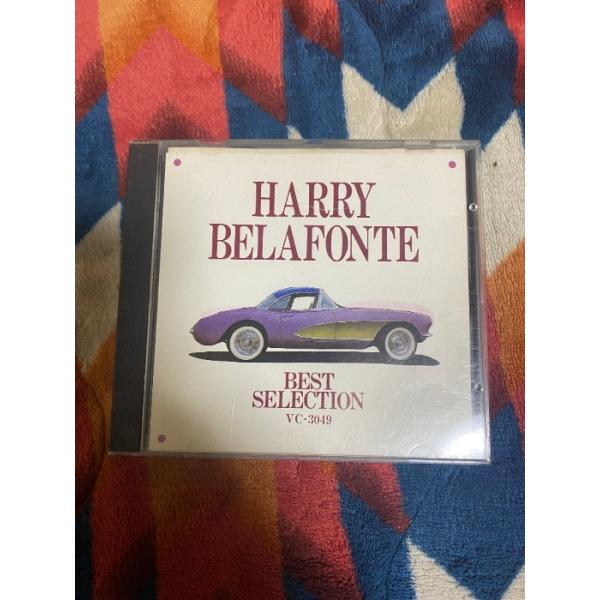 HARRY
BELAFONTE
BEST
SELECTION
VC-3049